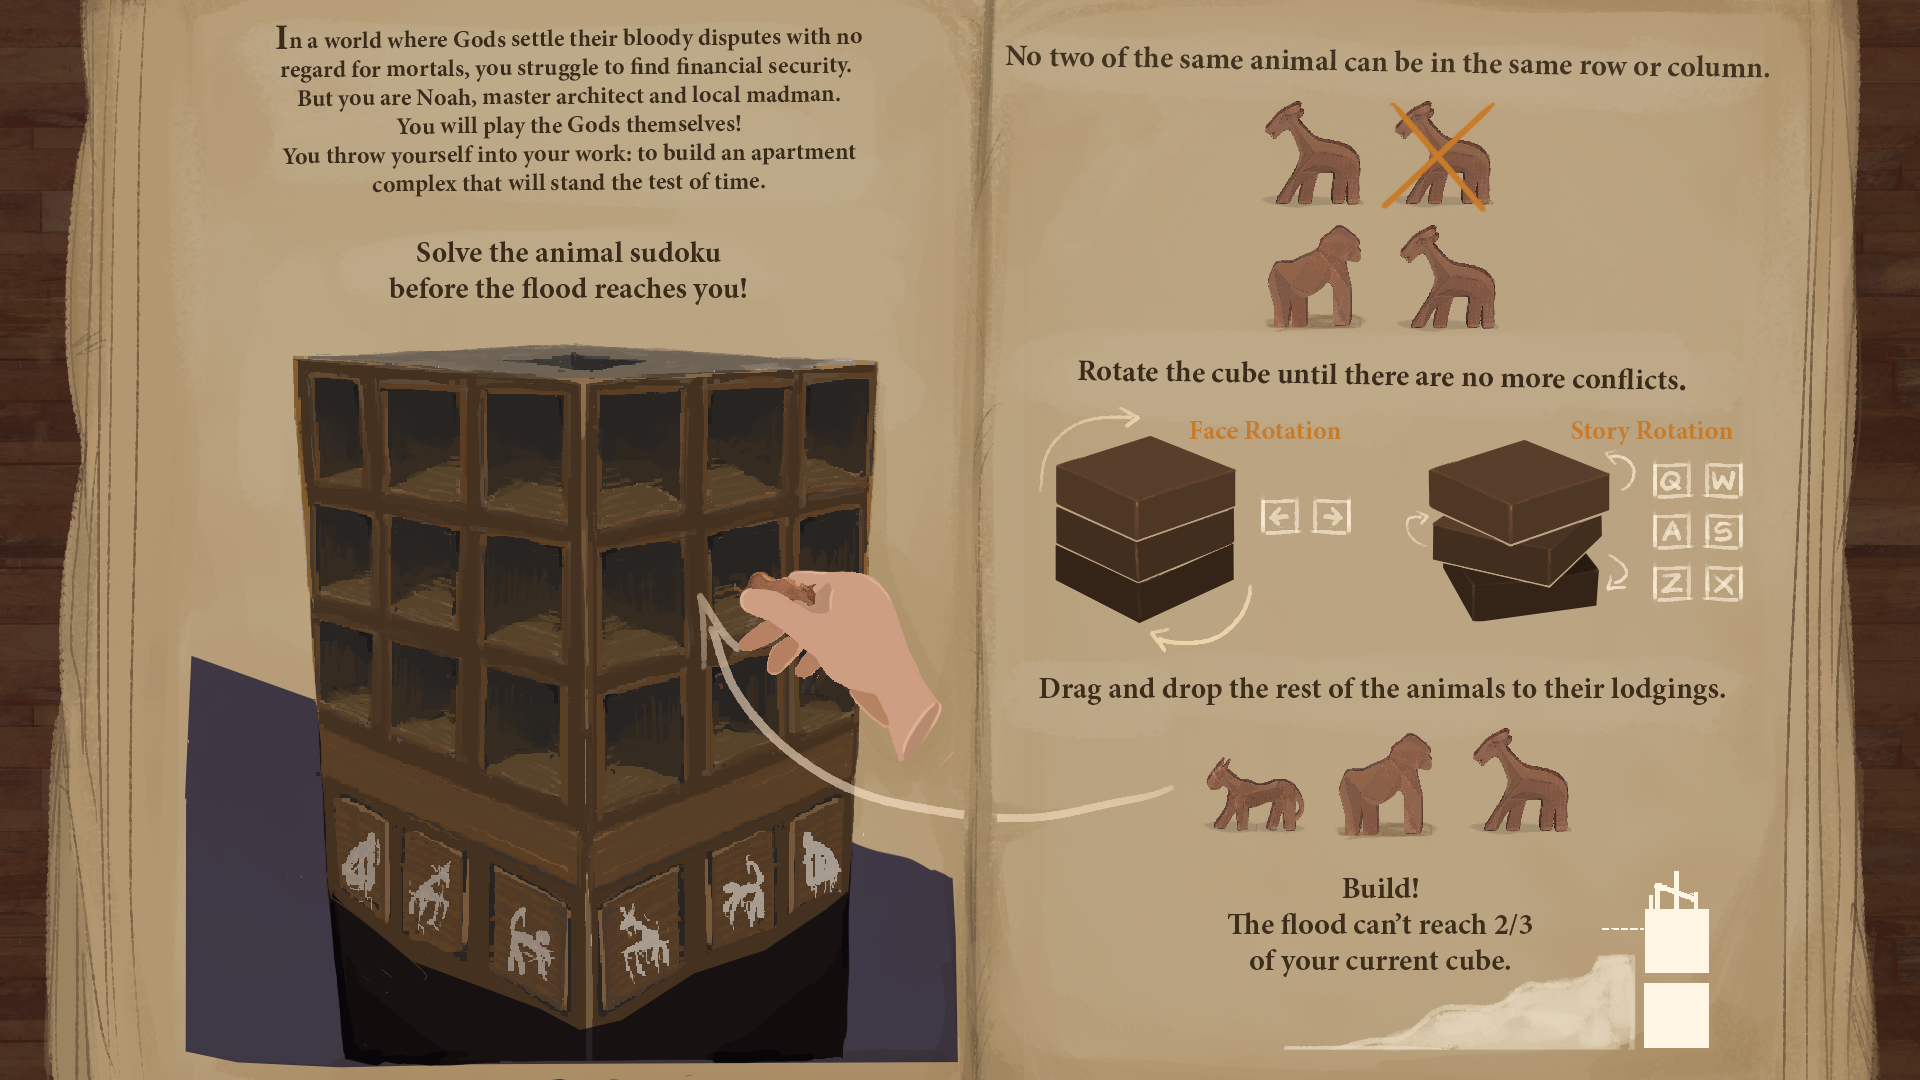 In a world where Gods settle their bloody disputes with no
regard for mortals, you struggle to find financial security.
But you are Noah, master architect and local madman.
You will play the Gods themselves!
You throw yourself into your work: to build an apartment
complex that will stand the test of time.
Solve the animal sudoku
before the flood reaches you!
No two of the same animal can be in the same row or column.
Rotate the cube until there are no more conflicts.
Face Rotation
Story Rotation
← →
Q W
A S
Z X
Drag and drop the rest of the animals to their lodgings.
Build!
The flood can't reach 2/3
of your current cube.